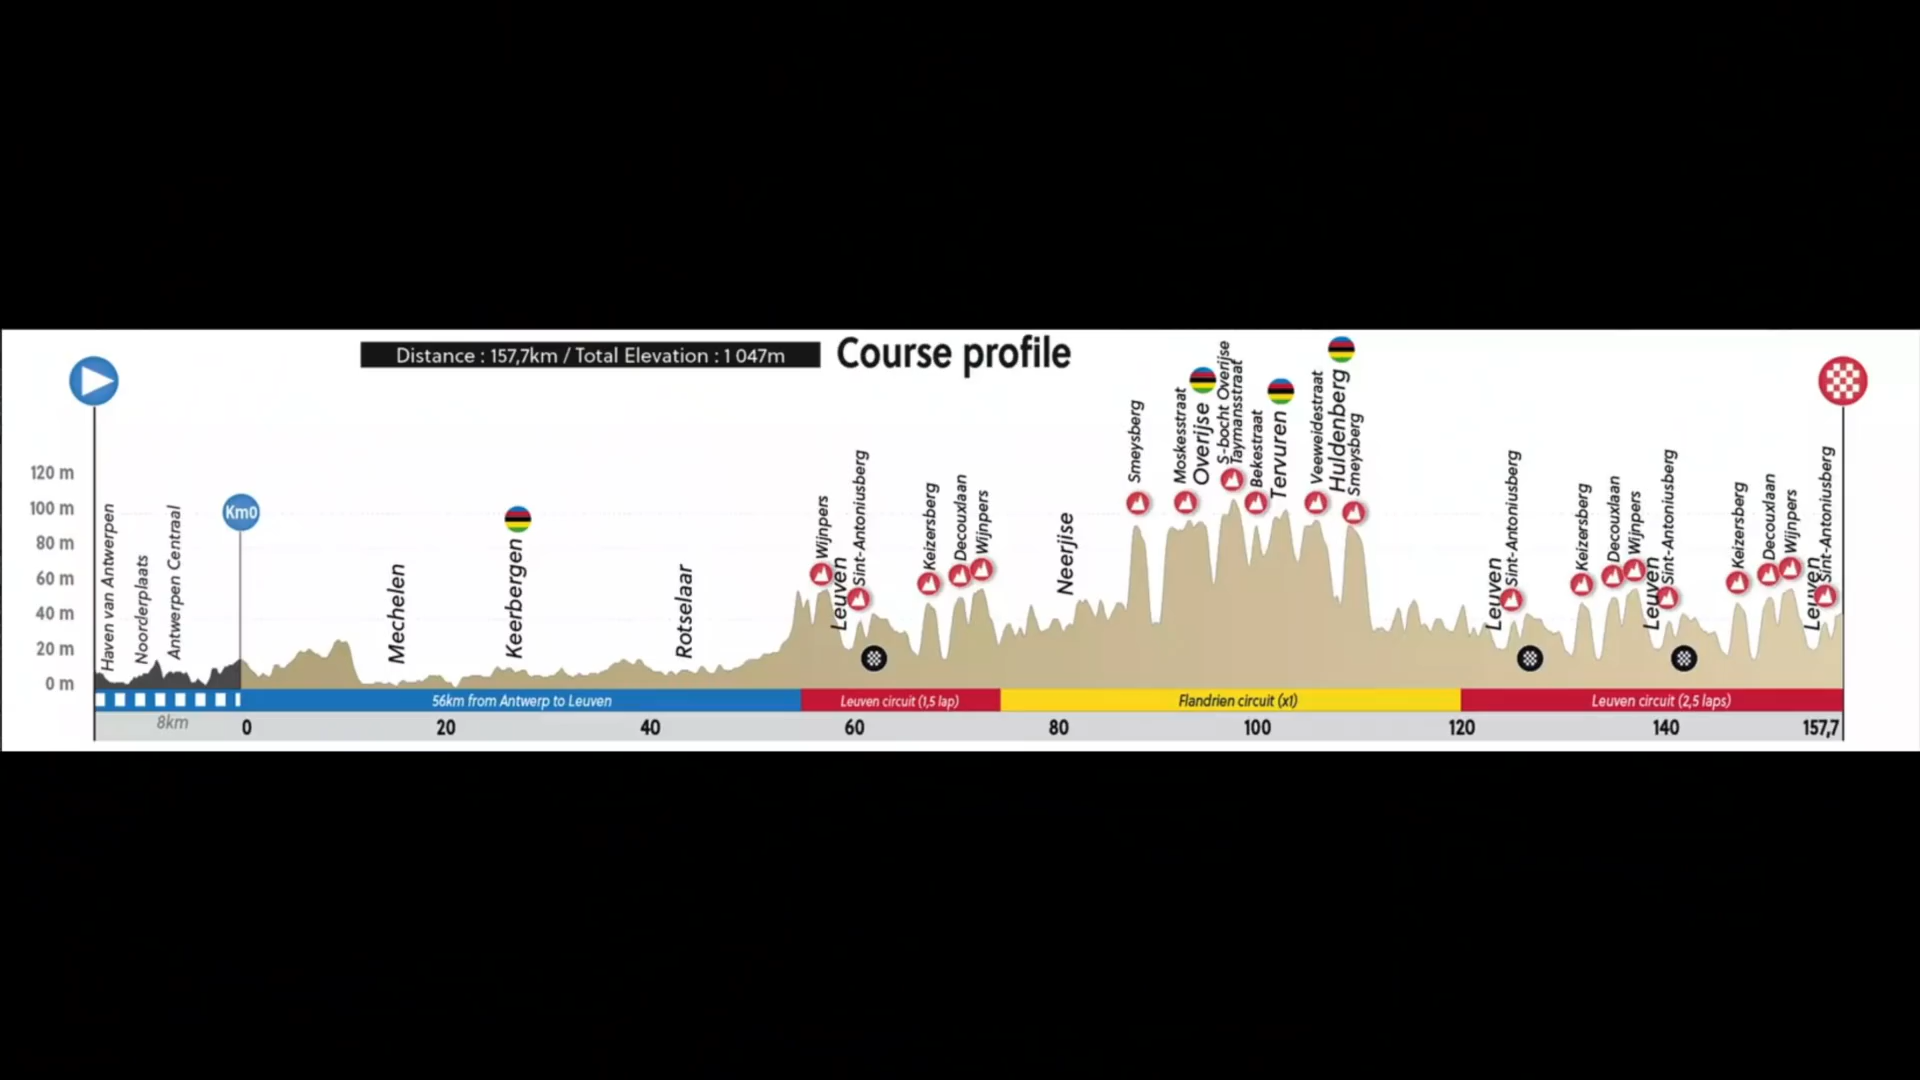 Distance : 157,7km / Total Elevation : 1 047m
Course profile
120 m
100 m
80 m
60 m
40 m
20 m
0 m
Haven van Antwerpen
Noorderplaats
Antwerpen Centraal
Km0
Mechelen
Keerbergen
Rotselaar
Wijnpers
Leuven
Sint-Antoniusberg
Keizersberg
Decouxlaan
Wijnpers
Neerijse
Smeysberg
Moskesstraat
Overijse
S-bocht Overijse
Taymansstraat
Bekestraat
Tervuren
Veeweidestraat
Huldenberg
Smeysberg
Leuven
Sint-Antoniusberg
Keizersberg
Decouxlaan
Wijnpers
Leuven
Sint-Antoniusberg
Keizersberg
Decouxlaan
Wijnpers
Leuven
Sint-Antoniusberg
56km from Antwerp to Leuven
Leuven circuit (1,5 lap)
Flandrien circuit (x1)
Leuven circuit (2,5 laps)
8km
0
20
40
60
80
100
120
140
157,7